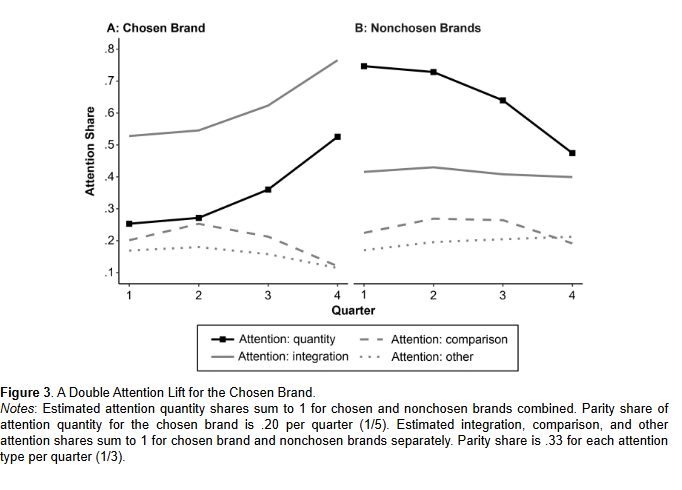 A: Chosen Brand
B: Nonchosen Brands
Attention Share
.8
.7
.6
.5
.4
.3
.2
.1
1 2 3 4
1 2 3 4
Quarter
Attention: quantity
Attention: comparison
Attention: integration
Attention: other
Figure 3. A Double Attention Lift for the Chosen Brand.
Notes: Estimated attention quantity shares sum to 1 for chosen and nonchosen brands combined. Parity share of
attention quantity for the chosen brand is .20 per quarter (1/5). Estimated integration, comparison, and other
attention shares sum to 1 for chosen brand and nonchosen brands separately. Parity share is .33 for each attention
type per quarter (1/3).